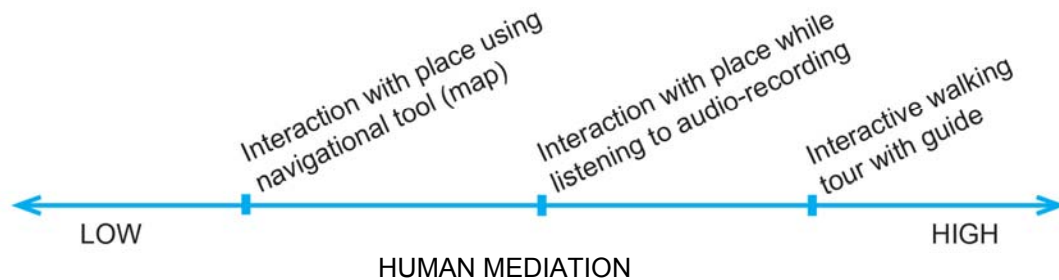 Interaction with place using
navigational tool (map)
Interaction with place while
listening to audio-recording
Interactive walking
tour with guide
LOW
HIGH
HUMAN MEDIATION